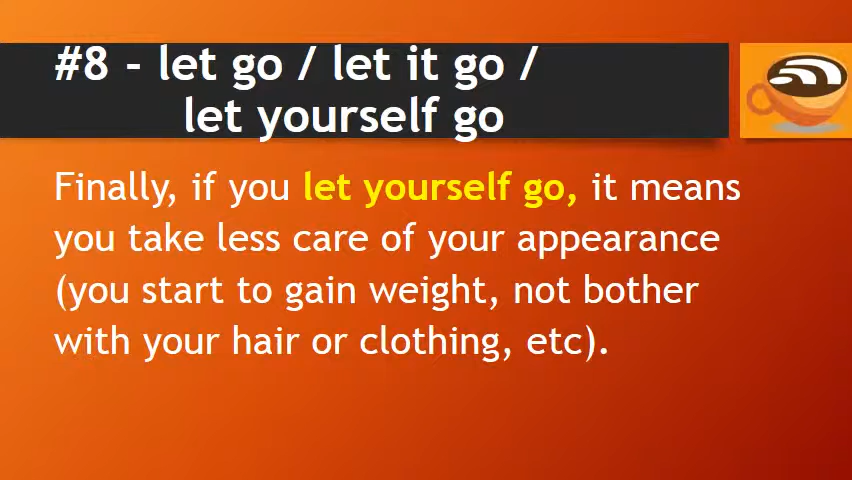 #8 – let go / let it go /
let yourself go
Finally, if you let yourself go, it means
you take less care of your appearance
(you start to gain weight, not bother
with your hair or clothing, etc).